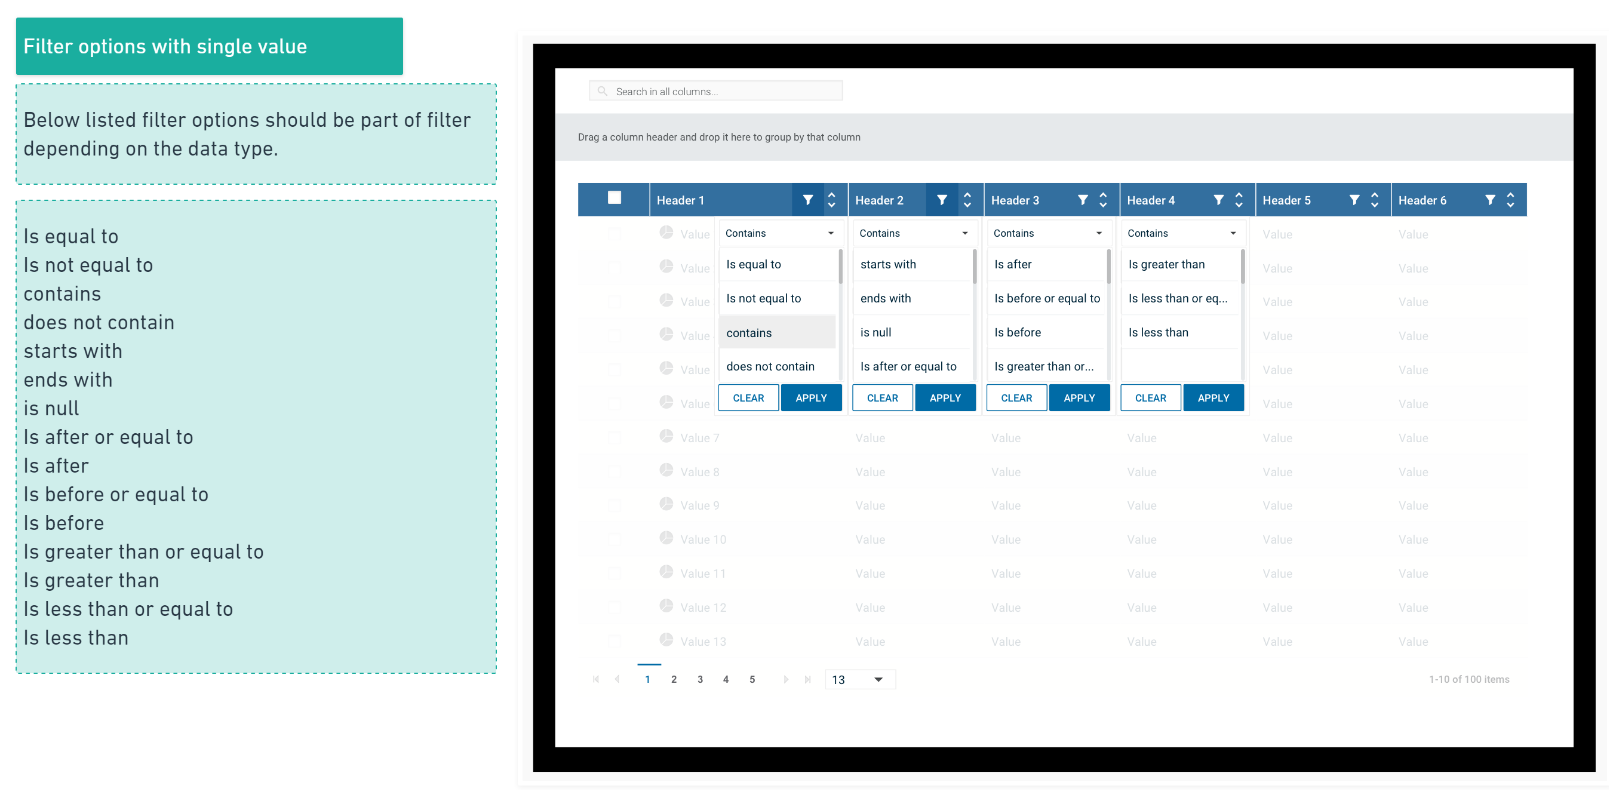 Filter options with single value
Below listed filter options should be part of filter
depending on the data type.
Is equal to
Is not equal to
contains
does not contain
starts with
ends with
is null
Is after or equal to
Is after
Is before or equal to
Is before
Is greater than or equal to
Is greater than
Is less than or equal to
Is less than
Search in all columns...
Drag a column header and drop it here to group by that column
Header 1 Header 2 Header 3 Header 4 Header 5 Header 6
Value Contains Contains Contains Contains Value Value
Value Is equal to starts with Is after Is greater than Value Value
Value Is not equal to ends with Is before or equal to Is less than or eq... Value Value
Value contains is null Is before Is less than Value Value
Value does not contain Is after or equal to Is greater than or... Value Value
Value CLEAR APPLY CLEAR APPLY CLEAR APPLY CLEAR APPLY Value Value
Value 7 Value Value Value Value Value
Value 8 Value Value Value Value Value
Value 9 Value Value Value Value Value
Value 10 Value Value Value Value Value
Value 11 Value Value Value Value Value
Value 12 Value Value Value Value Value
Value 13 Value Value Value Value Value
1 2 3 4 5 13 1-10 of 100 items